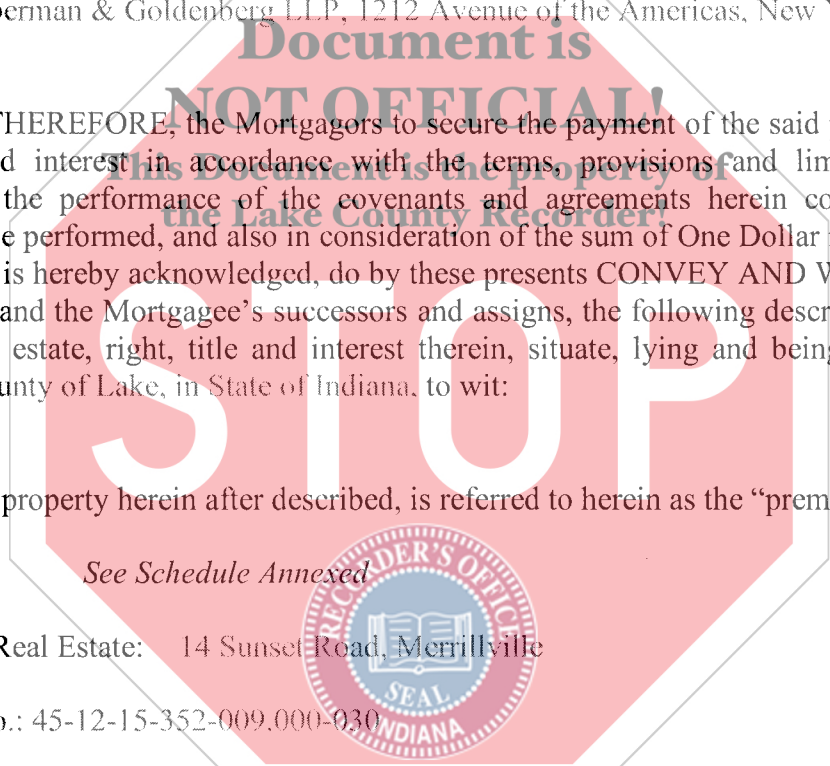 erman & Goldenberg LLP, 1212 Avenue of the Americas, New Y
Document is
NOT OFFICIAL!
THEREFORE, the Mortgagors to secure the payment of the said
d interest in accordance with the terms, provisions and lim
This Document is the property of
the performance of the covenants and agreements herein co
the Lake County Recorder!
e performed, and also in consideration of the sum of One Dollar
is hereby acknowledged, do by these presents CONVEY AND W
and the Mortgagee’s successors and assigns, the following descr
estate, right, title and interest therein, situate, lying and being
unty of Lake, in State of Indiana, to wit:
STOP
property herein after described, is referred to herein as the “prem
See Schedule Annexed
RECORDER'S OFFICE
Real Estate: 14 Sunset Road, Merrillville
SEAL
INDIANA
o.: 45-12-15-352-009.000-030